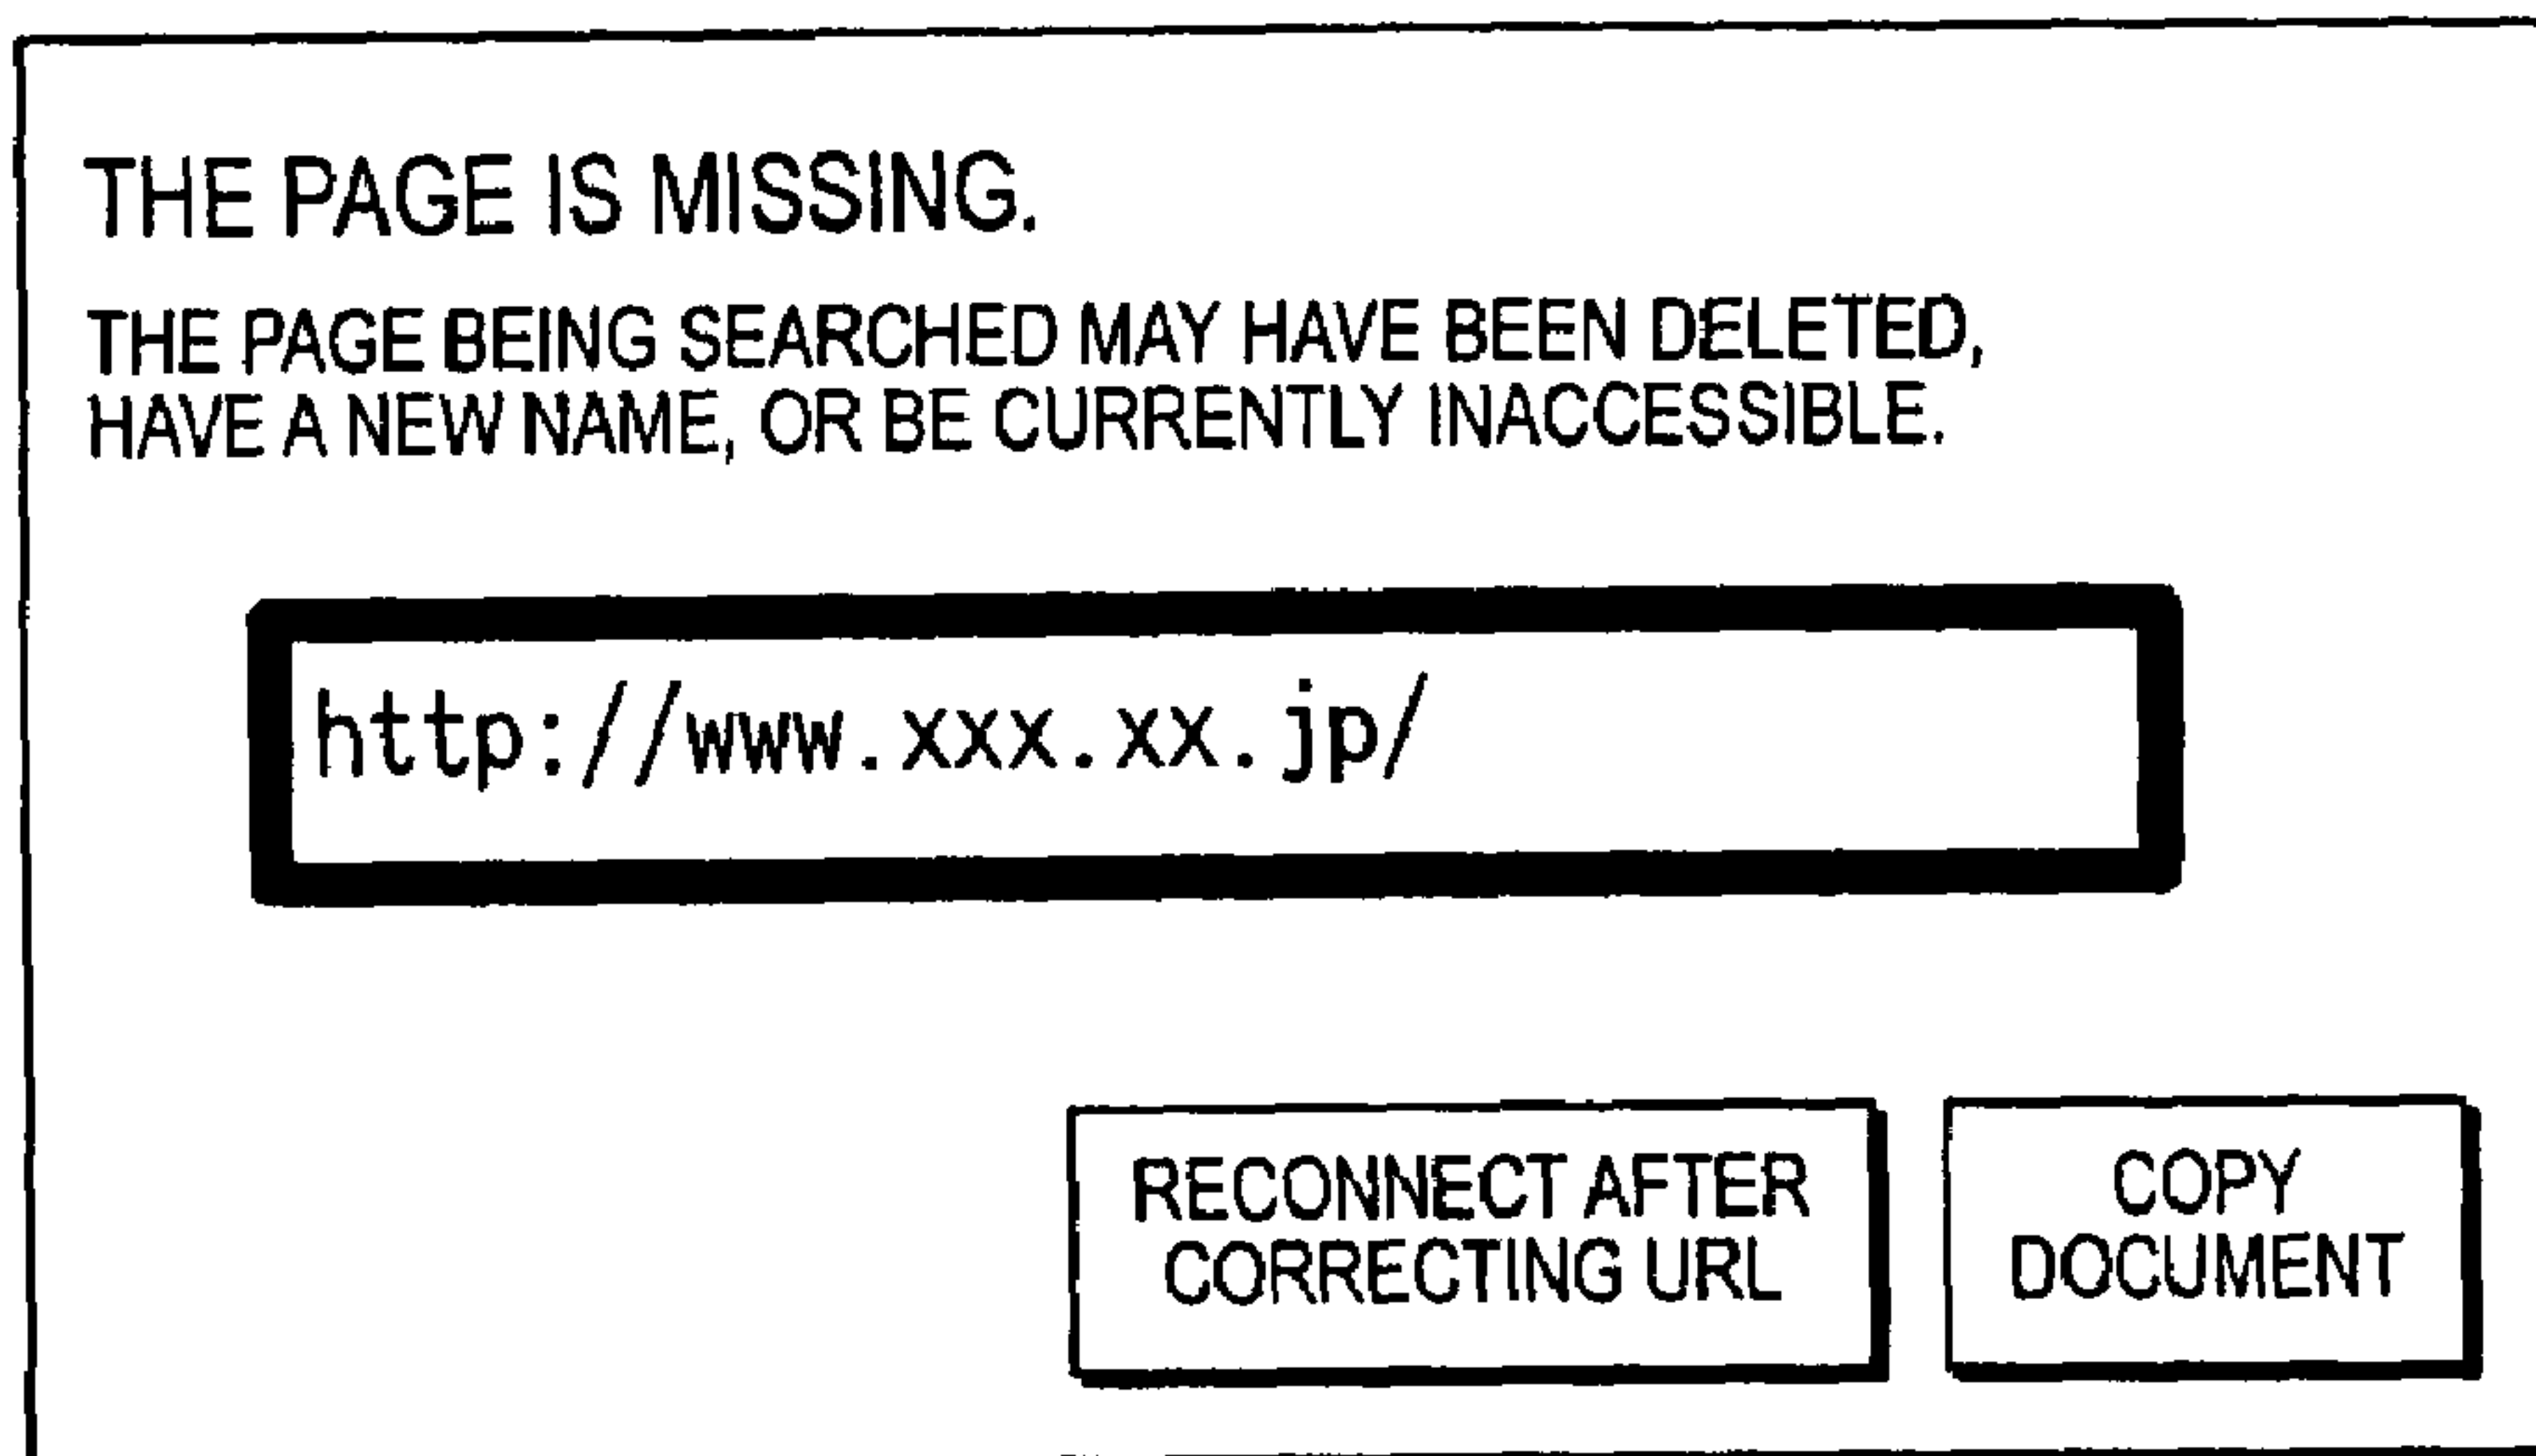 THE PAGE IS MISSING.
THE PAGE BEING SEARCHED MAY HAVE BEEN DELETED,
HAVE A NEW NAME, OR BE CURRENTLY INACCESSIBLE.
http://www.xxx.xx.jp/
RECONNECT AFTER
CORRECTING URL
COPY
DOCUMENT